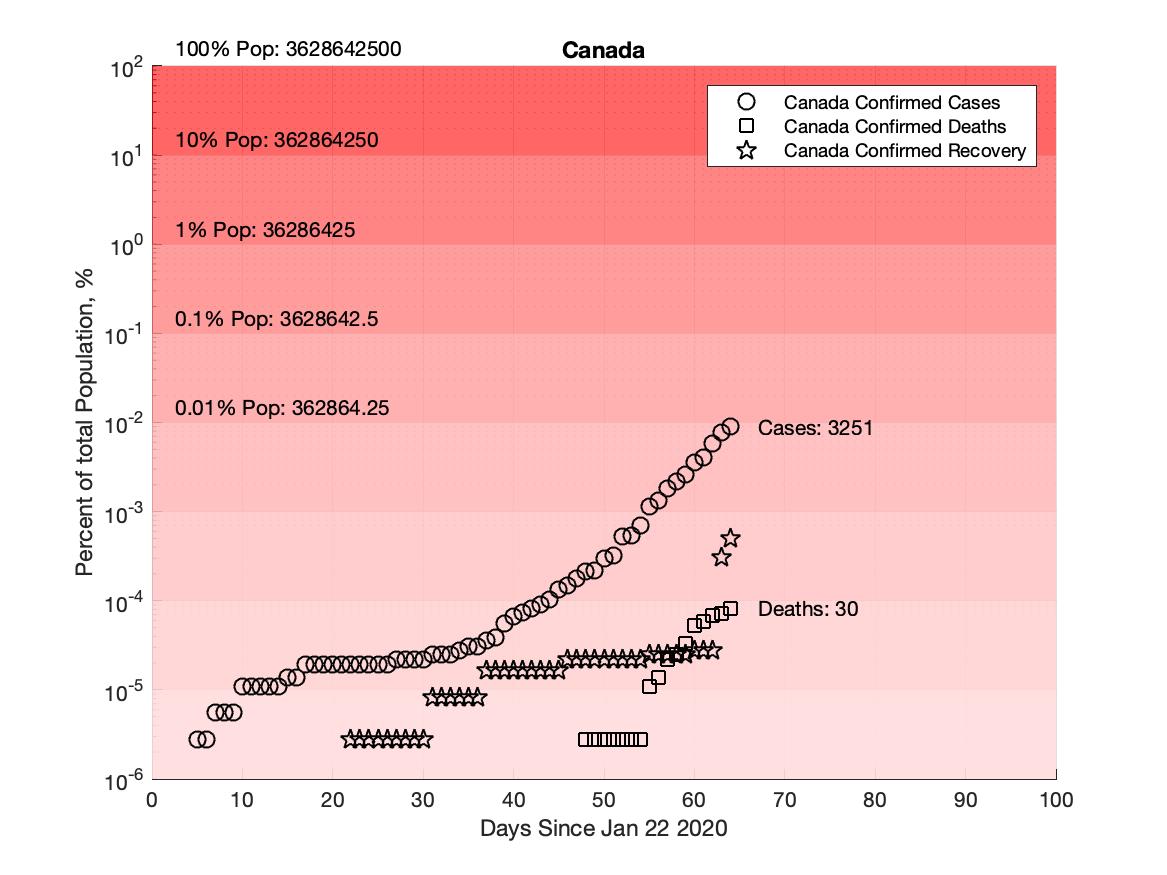 100% Pop: 3628642500
Canada
10% Pop: 362864250
1% Pop: 36286425
0.1% Pop: 3628642.5
0.01% Pop: 362864.25
Canada Confirmed Cases
Canada Confirmed Deaths
Canada Confirmed Recovery
Cases: 3251
Deaths: 30
Percent of total Population, %
10^2
10^1
10^0
10^-1
10^-2
10^-3
10^-4
10^-5
10^-6
0 10 20 30 40 50 60 70 80 90 100
Days Since Jan 22 2020